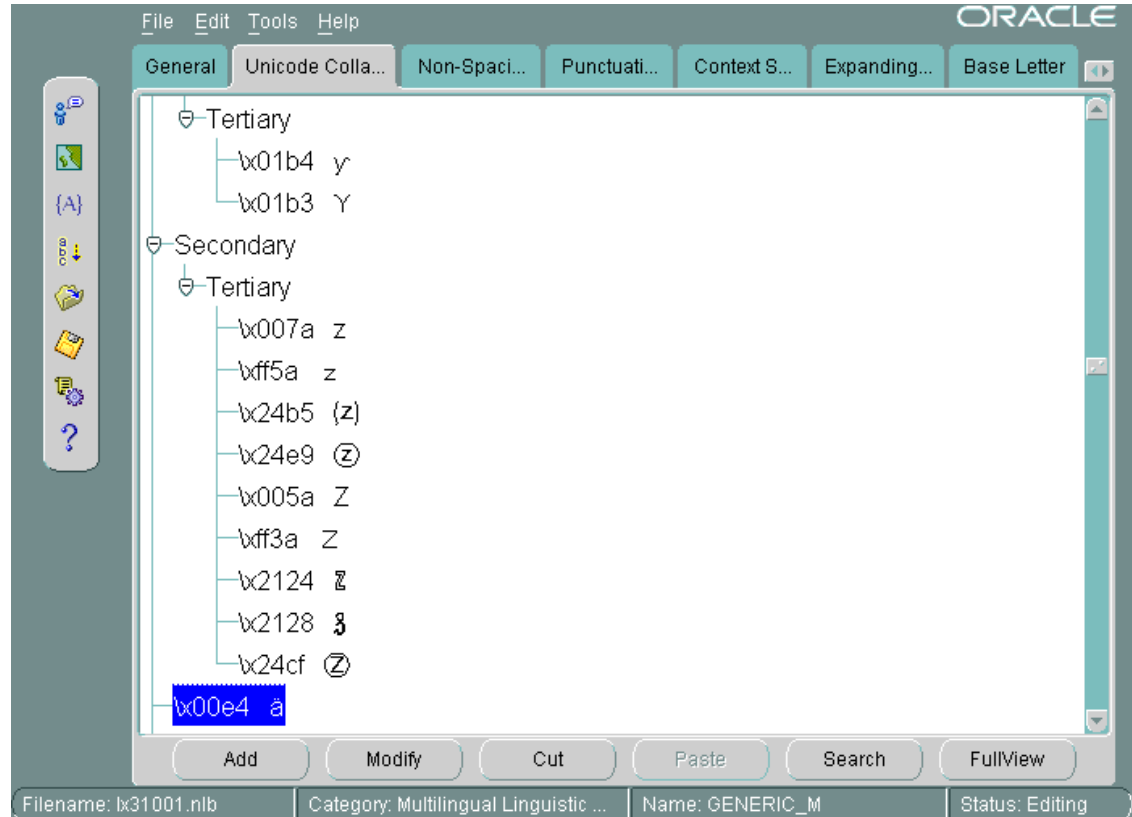 File Edit Tools Help ORACLE
General Unicode Colla... Non-Spaci... Punctuati... Context S... Expanding... Base Letter
{A}
a
b
c
?
Tertiary
\x01b4 ƴ
\x01b3 Ƴ
Secondary
Tertiary
\x007a z
\xff5a z
\x24b5 (z)
\x24e9 ⓩ
\x005a Z
\xff3a Z
\x2124 ℤ
\x2128 ℨ
\x24cf Ⓩ
\x00e4 ä
Add Modify Cut Paste Search FullView
Filename: lx31001.nlb Category: Multilingual Linguistic ... Name: GENERIC_M Status: Editing